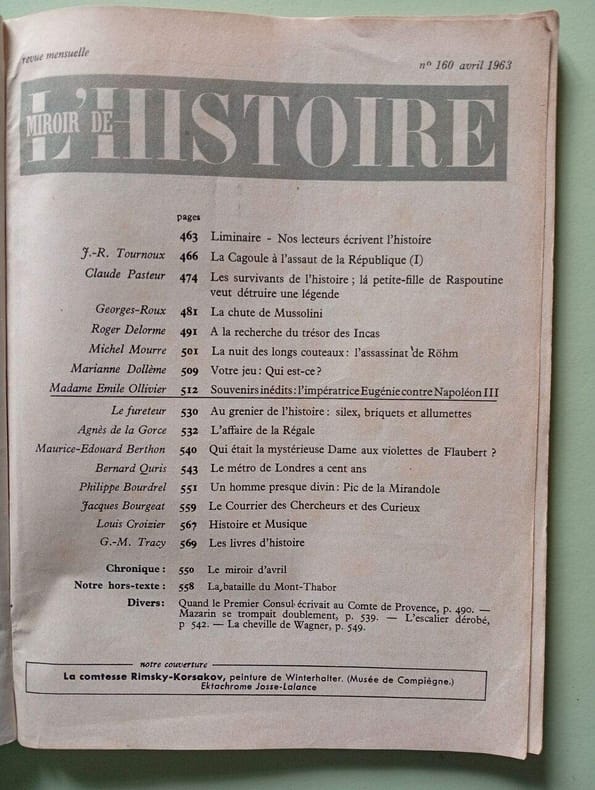 revue mensuelle
nº 160 avril 1963
MIROIR DE
L'HISTOIRE
pages
463 Liminaire - Nos lecteurs écrivent l'histoire
J.-R. Tournoux 466 La Cagoule à l'assaut de la République (I)
Claude Pasteur 474 Les survivants de l'histoire ; lá petite-fille de Raspoutine
veut détruire une légende
Georges-Roux 481 La chute de Mussolini
Roger Delorme 491 A la recherche du trésor des Incas
Michel Mourre 501 La nuit des longs couteaux : l'assassinat de Röhm
Marianne Dollème 509 Votre jeu : Qui est-ce ?
Madame Emile Ollivier 512 Souvenirs inédits : l'impératrice Eugénie contre Napoléon III
Le fureteur 530 Au grenier de l'histoire : silex, briquets et allumettes
Agnès de la Gorce 532 L'affaire de la Régale
Maurice-Edouard Berthon 540 Qui était la mystérieuse Dame aux violettes de Flaubert ?
Bernard Quris 543 Le métro de Londres a cent ans
Philippe Bourdrel 551 Un homme presque divin : Pic de la Mirandole
Jacques Bourgeat 559 Le Courrier des Chercheurs et des Curieux
Louis Croizier 567 Histoire et Musique
G.-M. Tracy 569 Les livres d'histoire
Chronique : 550 Le miroir d'avril
Notre hors-texte : 558 La bataille du Mont-Thabor
Divers : Quand le Premier Consul écrivait au Comte de Provence, p. 490. —
Mazarin se trompait doublement, p. 539. — L'escalier dérobé,
p 542. — La cheville de Wagner, p. 549.
notre couverture
La comtesse Rimsky-Korsakov, peinture de Winterhalter. (Musée de Compiègne.)
Ektachrome Josse-Lalance